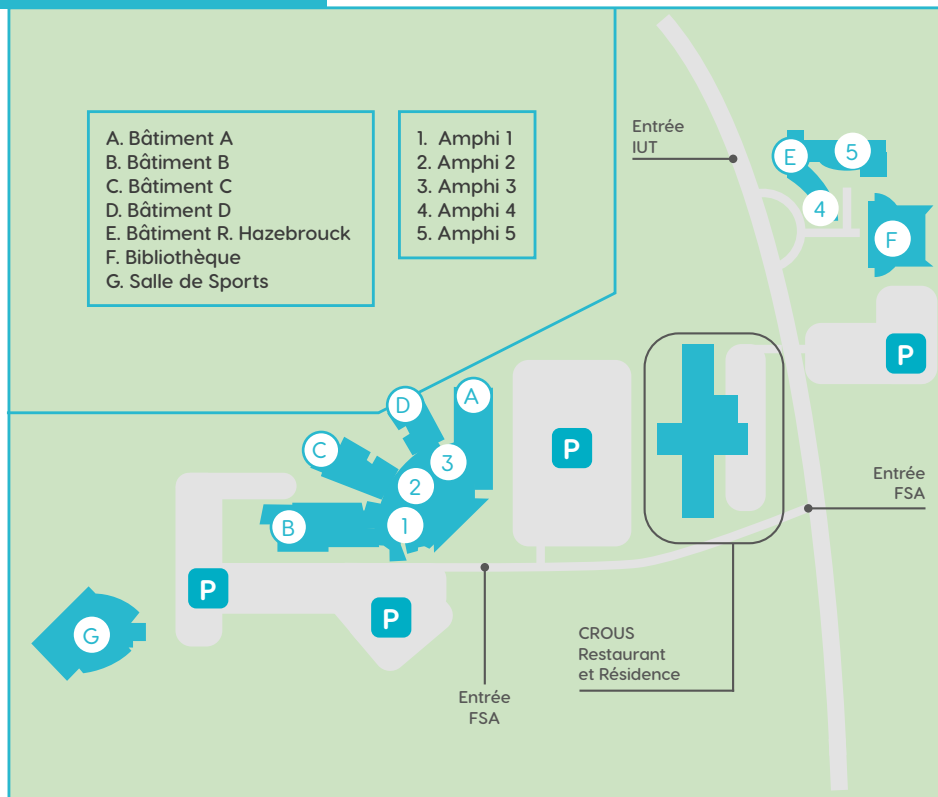 A. Bâtiment A
B. Bâtiment B
C. Bâtiment C
D. Bâtiment D
E. Bâtiment R. Hazebrouck
F. Bibliothèque
G. Salle de Sports
1. Amphi 1
2. Amphi 2
3. Amphi 3
4. Amphi 4
5. Amphi 5
Entrée
IUT
E
5
4
F
P
D
A
C
3
2
B
1
P
Entrée
FSA
P
P
G
CROUS
Restaurant
et Résidence
Entrée
FSA